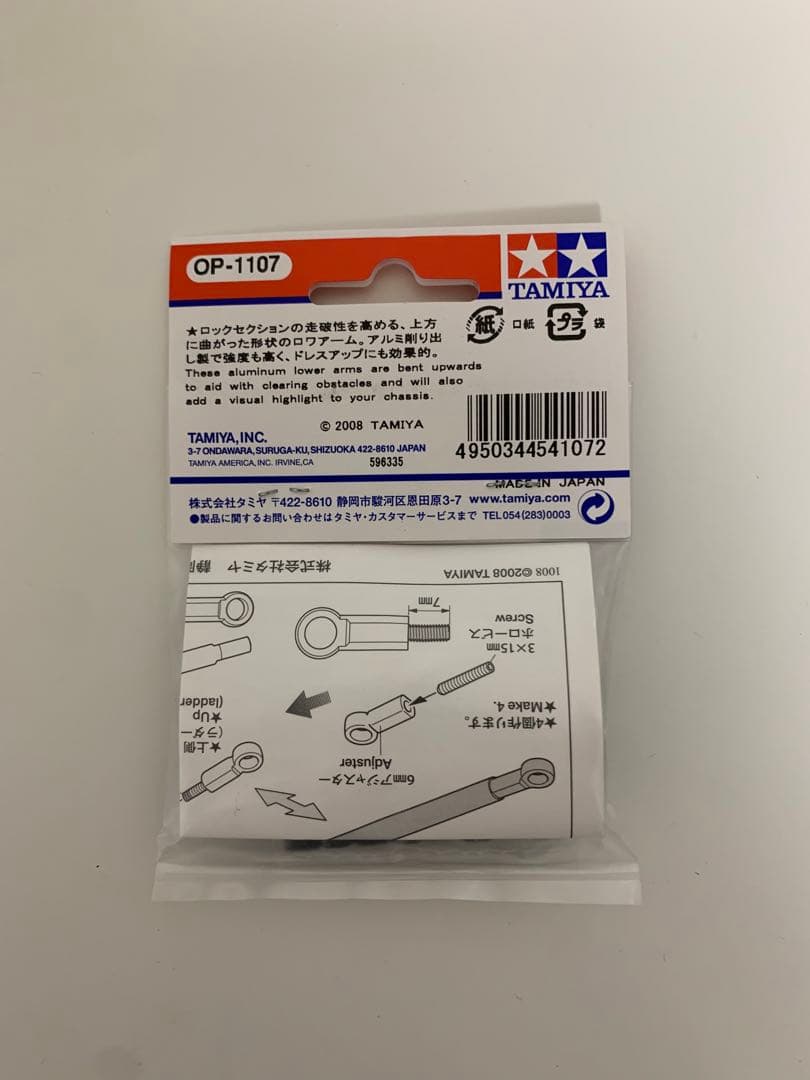 OP-1107
TAMIYA
★ロックセクションの走破性を高める、上方
に曲がった形状のロワアーム。アルミ削り出
し製で強度も高く、ドレスアップにも効果的。
These aluminum lower arms are bent upwards
to aid with clearing obstacles and will also
add a visual highlight to your chassis.
紙 口紙 プラ 袋
© 2008 TAMIYA
TAMIYA, INC.
3-7 ONDAWARA, SURUGA-KU, SHIZUOKA 422-8610 JAPAN
TAMIYA AMERICA, INC. IRVINE, CA
596335
4950344541072
MADE IN JAPAN
株式会社タミヤ 〒422-8610 静岡市駿河区恩田原3-7 www.tamiya.com
●製品に関するお問い合わせはタミヤ・カスタマーサービスまで TEL054(283)0003
1008 ©2008 TAMIYA 株式会社タミヤ 静
7mm
3×15mm
ホロービス
Screw
★4個作ります。
★Make 4.
6mmアジャスター
Adjuster
★上側
(ラダー
★Up
(ladder